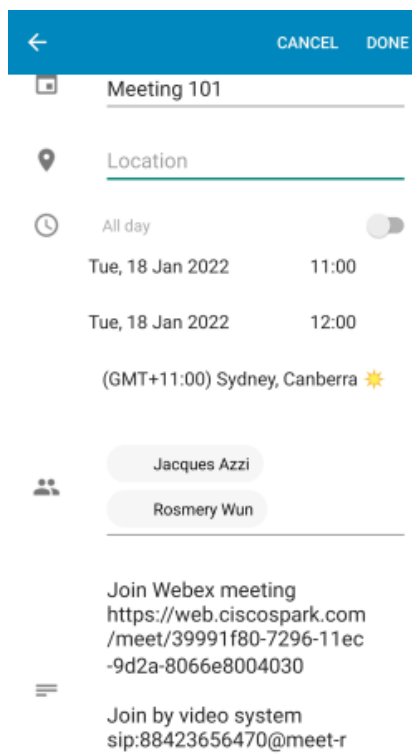 CANCEL DONE
Meeting 101
Location
All day
Tue, 18 Jan 2022 11:00
Tue, 18 Jan 2022 12:00
(GMT+11:00) Sydney, Canberra
Jacques Azzi
Rosmery Wun
Join Webex meeting
https://web.ciscospark.com
/meet/39991f80-7296-11ec
-9d2a-8066e8004030
Join by video system
sip:88423656470@meet-r